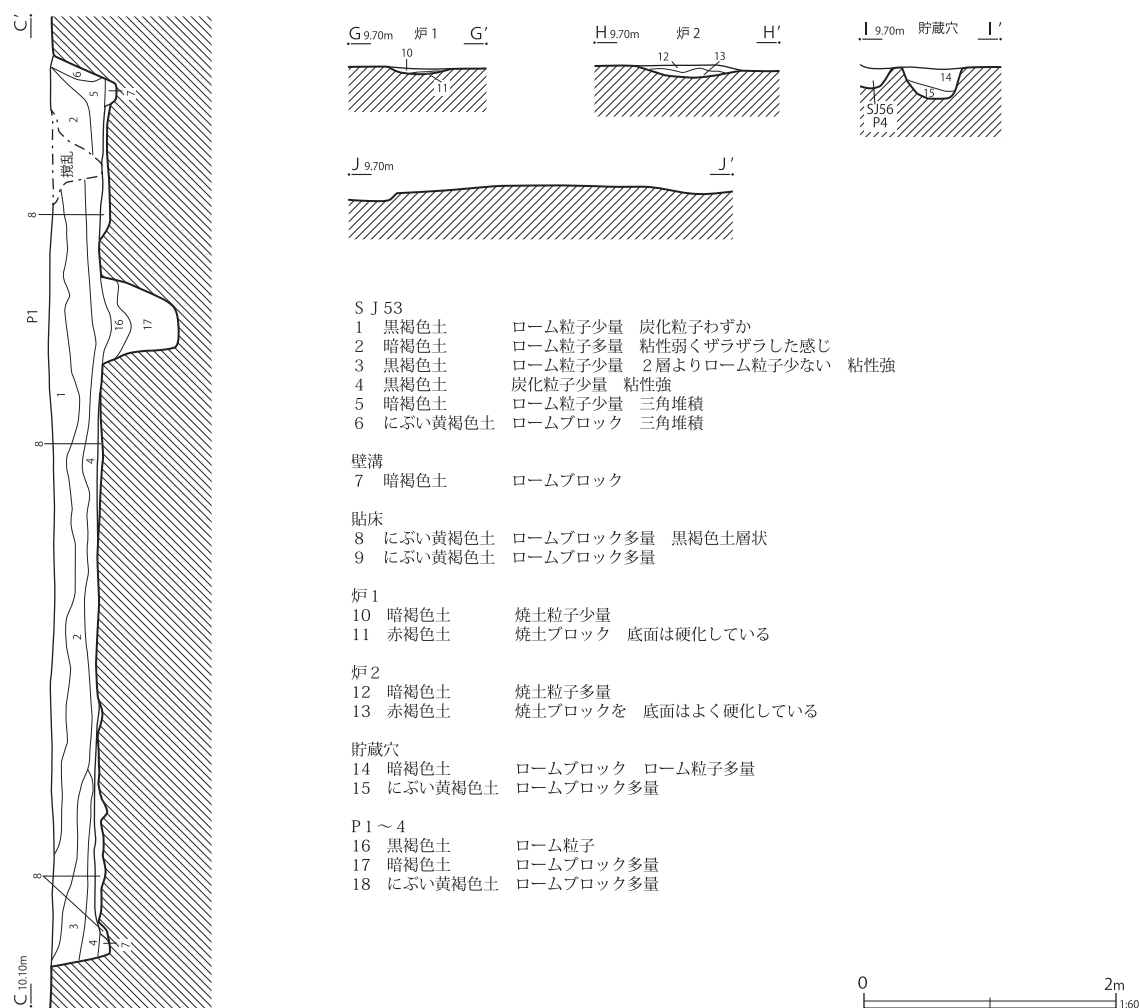 C′
6
5
7
2
撹乱
8
P1
16
17
1
8
4
2
8
3
4
7
C 10.10m
G 9.70m 炉1 G′
10
11
H 9.70m 炉2 H′
12 13
I 9.70m 貯蔵穴 I′
14
15
SJ56
P4
J 9.70m J′
ＳＪ53
1 黒褐色土 ローム粒子少量 炭化粒子わずか
2 暗褐色土 ローム粒子多量 粘性弱くザラザラした感じ
3 黒褐色土 ローム粒子少量 2層よりローム粒子少ない 粘性強
4 黒褐色土 炭化粒子少量 粘性強
5 暗褐色土 ローム粒子少量 三角堆積
6 にぶい黄褐色土 ロームブロック 三角堆積
壁溝
7 暗褐色土 ロームブロック
貼床
8 にぶい黄褐色土 ロームブロック多量 黒褐色土層状
9 にぶい黄褐色土 ロームブロック多量
炉1
10 暗褐色土 焼土粒子少量
11 赤褐色土 焼土ブロック 底面は硬化している
炉2
12 暗褐色土 焼土粒子多量
13 赤褐色土 焼土ブロックを 底面はよく硬化している
貯蔵穴
14 暗褐色土 ロームブロック ローム粒子多量
15 にぶい黄褐色土 ロームブロック多量
P1～4
16 黒褐色土 ローム粒子
17 暗褐色土 ロームブロック多量
18 にぶい黄褐色土 ロームブロック多量
0 2m
1:60